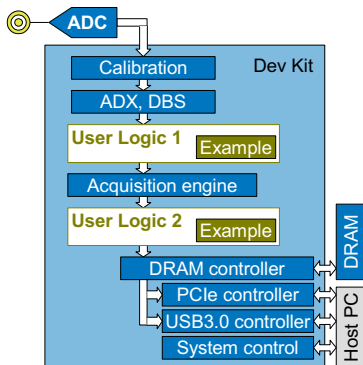 ADC
Calibration
Dev Kit
ADX, DBS
User Logic 1
Example
Acquisition engine
User Logic 2
Example
DRAM controller
DRAM
PCIe controller
USB3.0 controller
System control
Host PC